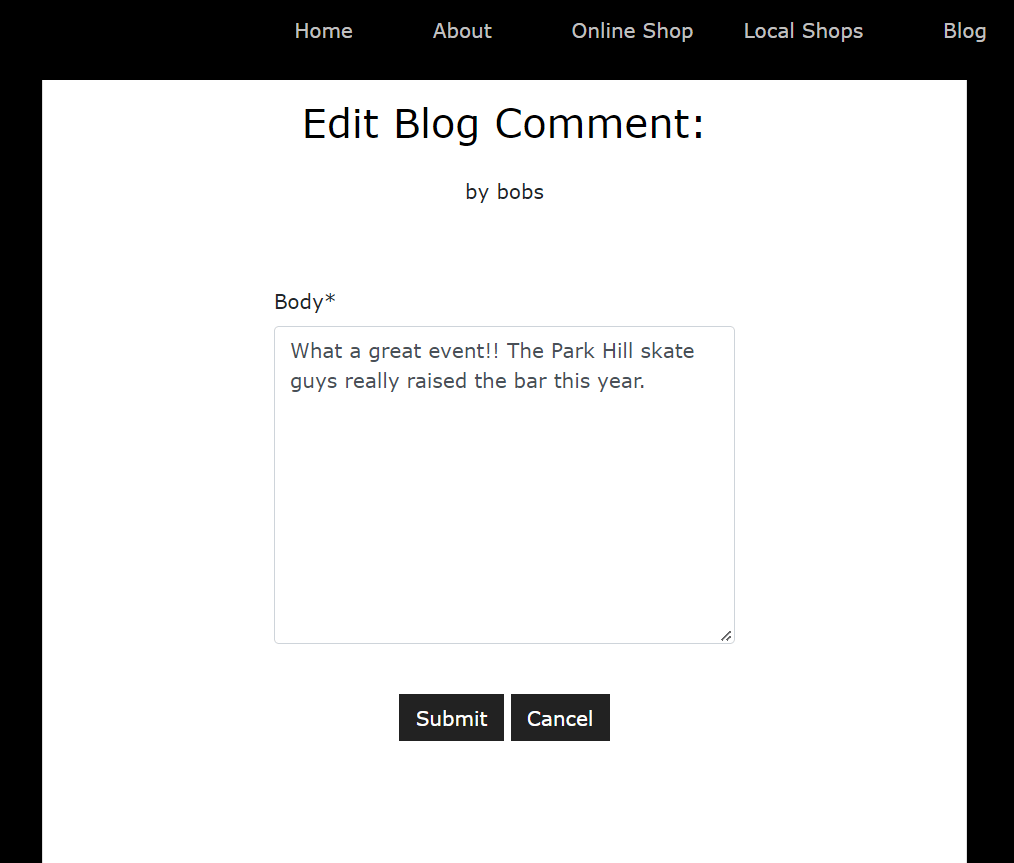 Home About Online Shop Local Shops Blog
Edit Blog Comment:
by bobs
Body*
What a great event!! The Park Hill skate
guys really raised the bar this year.
Submit Cancel